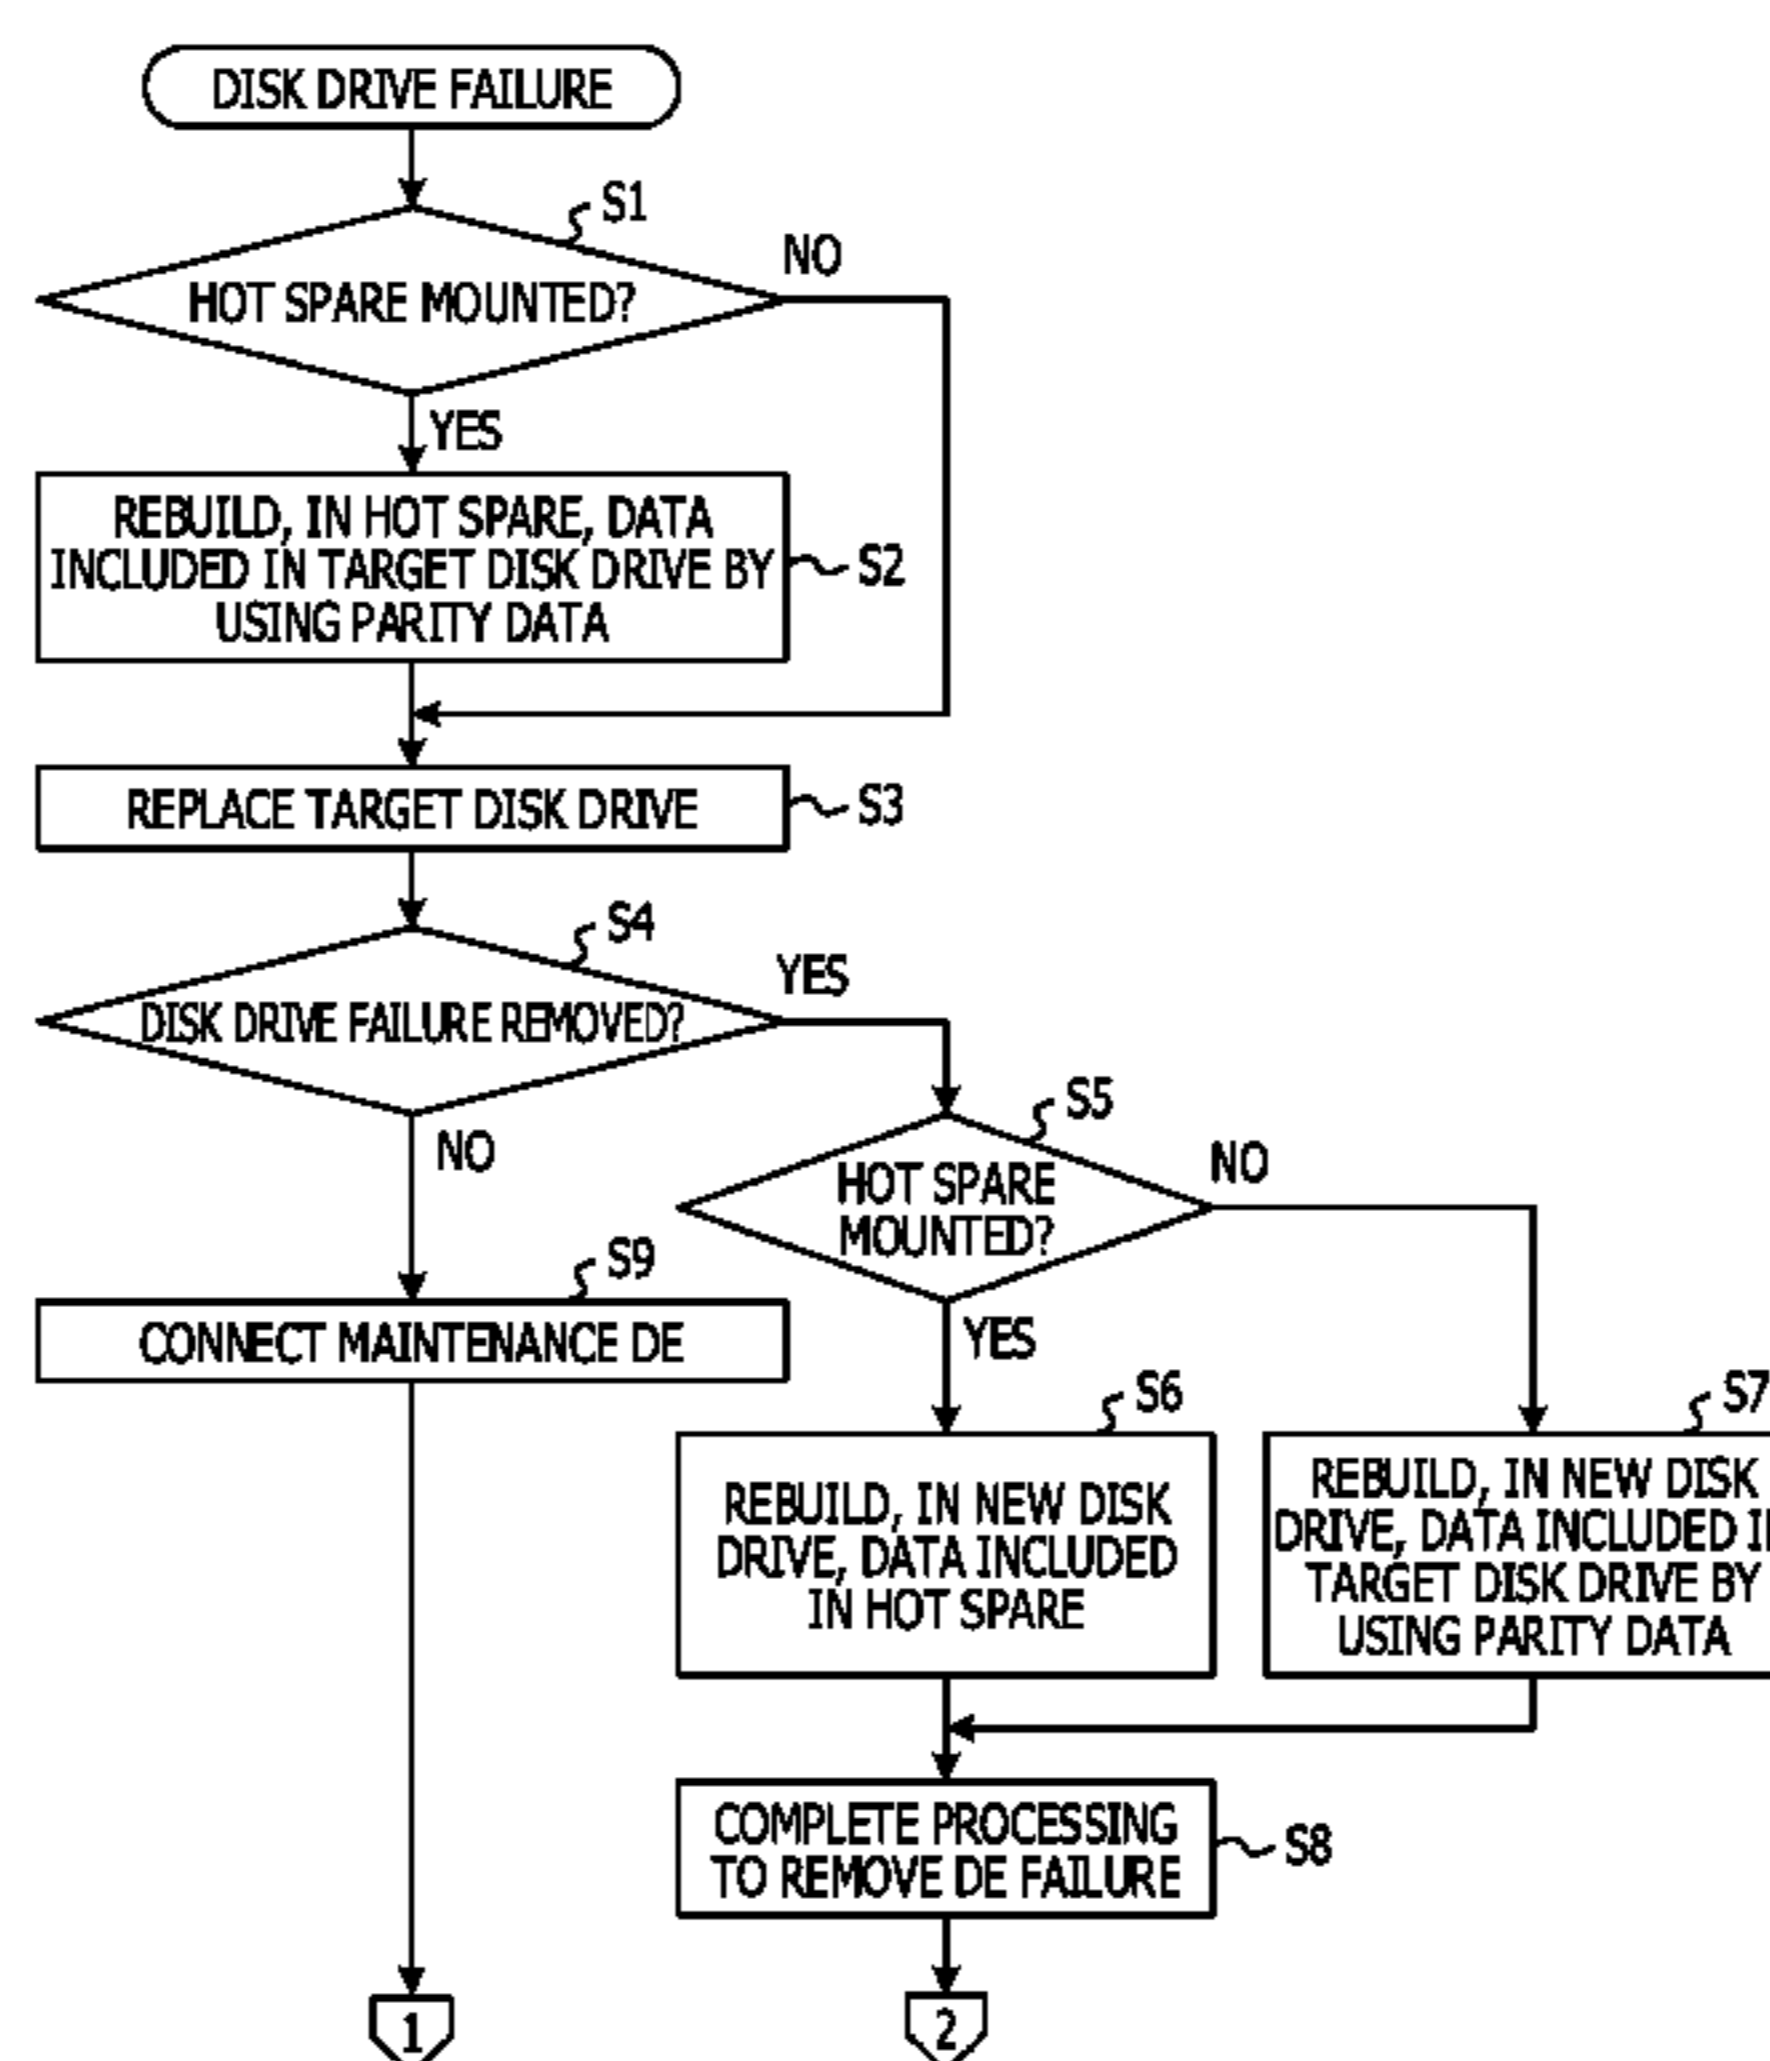 DISK DRIVE FAILURE
S1
HOT SPARE MOUNTED?
NO
YES
REBUILD, IN HOT SPARE, DATA
INCLUDED IN TARGET DISK DRIVE BY
USING PARITY DATA
S2
REPLACE TARGET DISK DRIVE
S3
S4
DISK DRIVE FAILURE REMOVED?
YES
NO
S5
HOT SPARE
MOUNTED?
NO
YES
S9
CONNECT MAINTENANCE DE
S6
REBUILD, IN NEW DISK
DRIVE, DATA INCLUDED
IN HOT SPARE
S7
REBUILD, IN NEW DISK
DRIVE, DATA INCLUDED
TARGET DISK DRIVE BY
USING PARITY DATA
COMPLETE PROCESSING
TO REMOVE DE FAILURE
S8
1
2